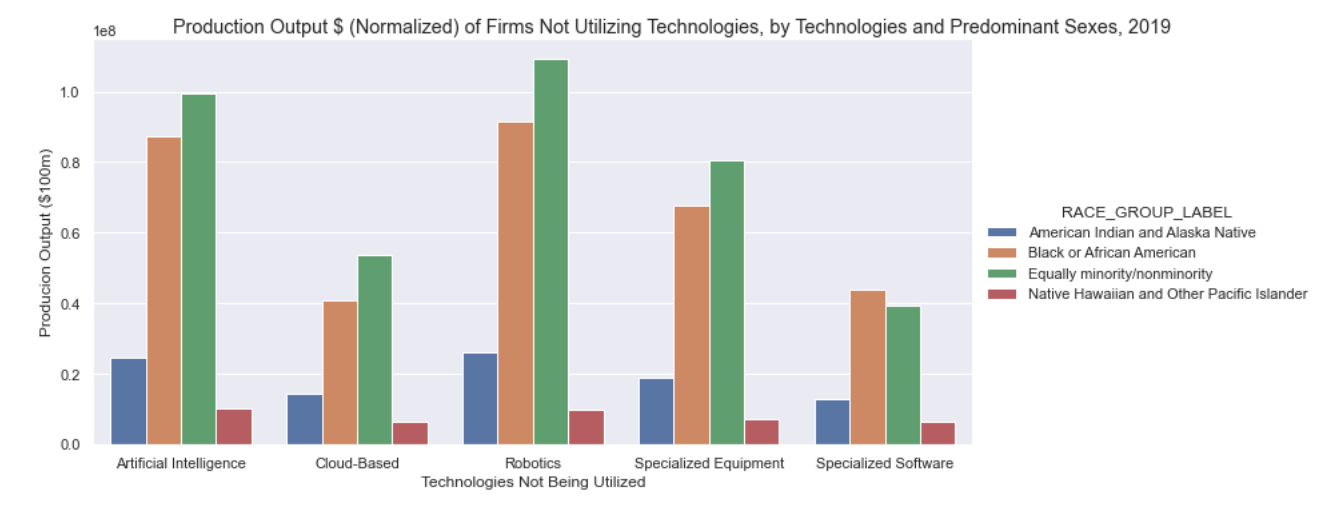 Production Output $ (Normalized) of Firms Not Utilizing Technologies, by Technologies and Predominant Sexes, 2019
1e8
1.0
0.8
0.6
0.4
0.2
0.0
Producion Output ($100m)
Artificial Intelligence
Cloud-Based
Robotics
Specialized Equipment
Specialized Software
Technologies Not Being Utilized
RACE_GROUP_LABEL
American Indian and Alaska Native
Black or African American
Equally minority/nonminority
Native Hawaiian and Other Pacific Islander